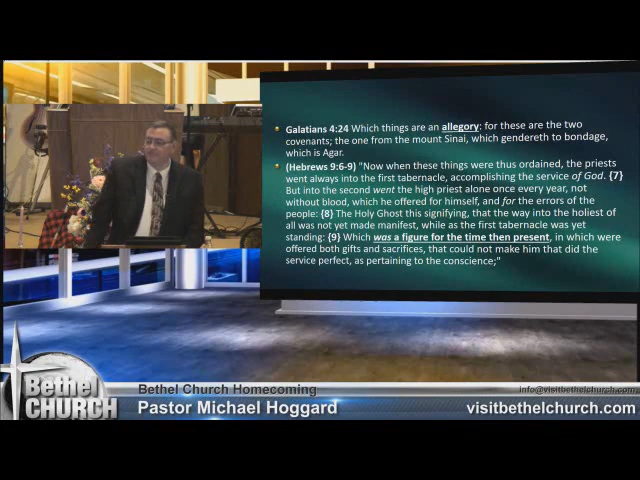 Galatians 4:24 Which things are an allegory: for these are the two
covenants; the one from the mount Sinai, which gendereth to bondage,
which is Agar.
(Hebrews 9:6-9) "Now when these things were thus ordained, the priests
went always into the first tabernacle, accomplishing the service of God. {7}
But into the second went the high priest alone once every year, not
without blood, which he offered for himself, and for the errors of the
people: {8} The Holy Ghost this signifying, that the way into the holiest of
all was not yet made manifest, while as the first tabernacle was yet
standing: {9} Which was a figure for the time then present, in which were
offered both gifts and sacrifices, that could not make him that did the
service perfect, as pertaining to the conscience;"
Bethel
CHURCH
Bethel Church Homecoming
info@visitbethelchurch.com
Pastor Michael Hoggard
visitbethelchurch.com